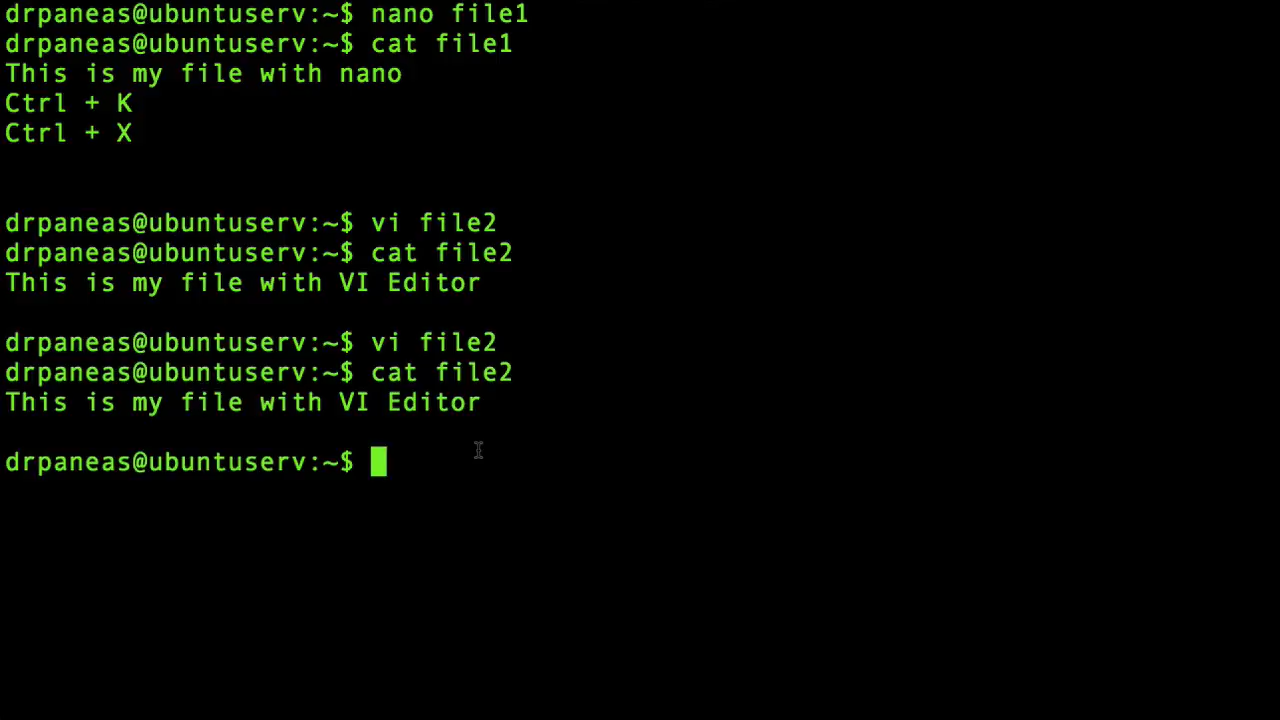 drpaneas@ubuntuserv:~$ nano file1
drpaneas@ubuntuserv:~$ cat file1
This is my file with nano
Ctrl + K
Ctrl + X
drpaneas@ubuntuserv:~$ vi file2
drpaneas@ubuntuserv:~$ cat file2
This is my file with VI Editor
drpaneas@ubuntuserv:~$ vi file2
drpaneas@ubuntuserv:~$ cat file2
This is my file with VI Editor
drpaneas@ubuntuserv:~$